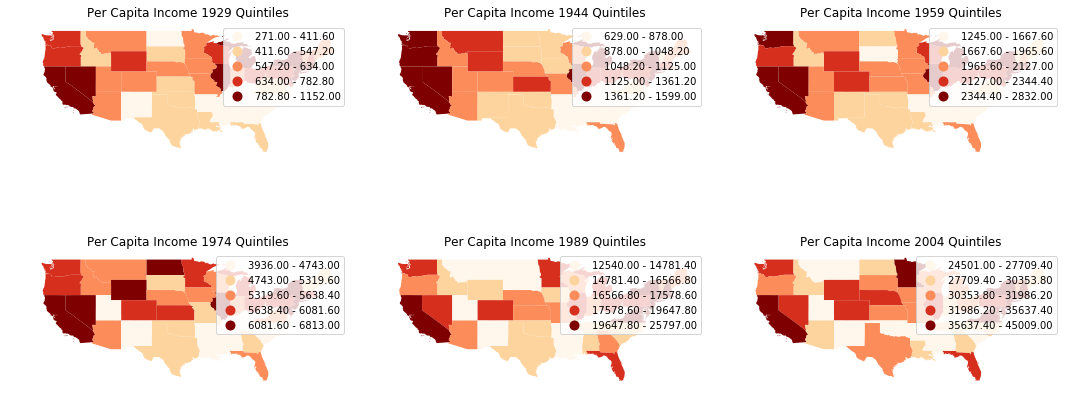 Per Capita Income 1929 Quintiles
271.00 - 411.60
411.60 - 547.20
547.20 - 634.00
634.00 - 782.80
782.80 - 1152.00
Per Capita Income 1944 Quintiles
629.00 - 878.00
878.00 - 1048.20
1048.20 - 1125.00
1125.00 - 1361.20
1361.20 - 1599.00
Per Capita Income 1959 Quintiles
1245.00 - 1667.60
1667.60 - 1965.60
1965.60 - 2127.00
2127.00 - 2344.40
2344.40 - 2832.00
Per Capita Income 1974 Quintiles
3936.00 - 4743.00
4743.00 - 5319.60
5319.60 - 5638.40
5638.40 - 6081.60
6081.60 - 6813.00
Per Capita Income 1989 Quintiles
12540.00 - 14781.40
14781.40 - 16566.80
16566.80 - 17578.60
17578.60 - 19647.80
19647.80 - 25797.00
Per Capita Income 2004 Quintiles
24501.00 - 27709.40
27709.40 - 30353.80
30353.80 - 31986.20
31986.20 - 35637.40
35637.40 - 45009.00